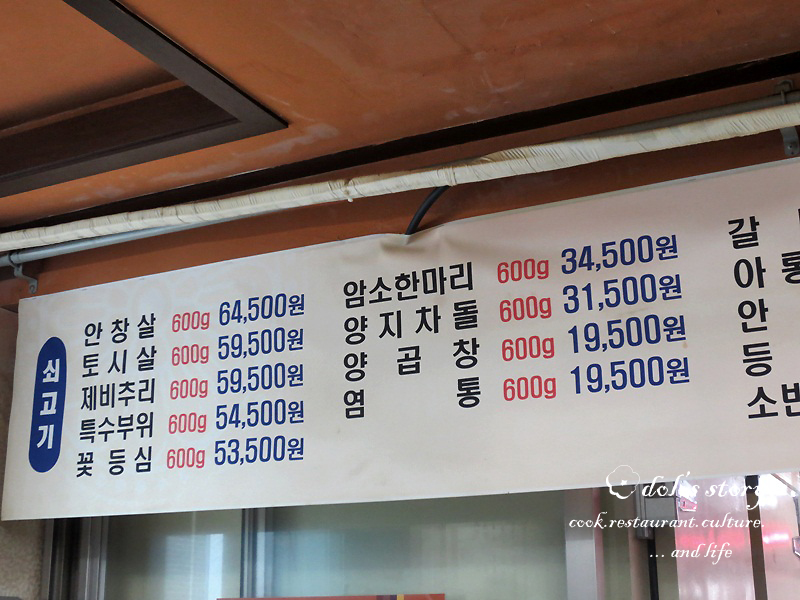 쇠고기
안창살 600g 64,500원
토시살 600g 59,500원
제비추리 600g 59,500원
특수부위 600g 54,500원
꽃등심 600g 53,500원
암소한마리 600g 34,500원
양지차돌 600g 31,500원
양곱창 600g 19,500원
염통 600g 19,500원
갈
아
안
등
doli's story
cook.restaurant.culture.
... and life